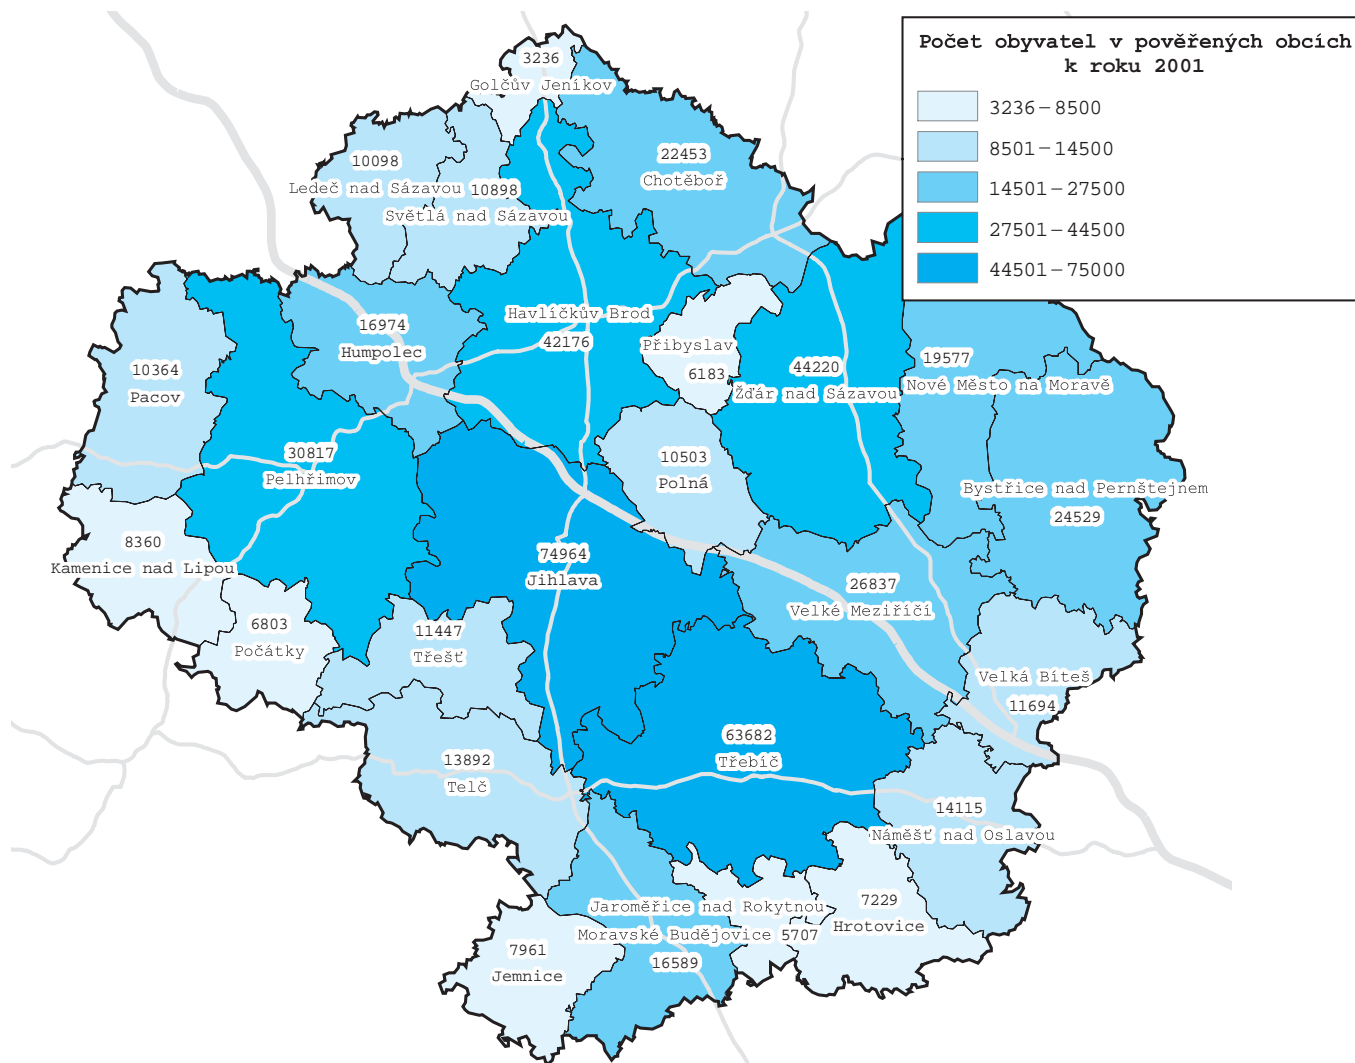 Počet obyvatel v pověřených obcích
k roku 2001
3236–8500
8501–14500
14501–27500
27501–44500
44501–75000
3236
Golčův Jeníkov
10098
Ledeč nad Sázavou
10898
Světlá nad Sázavou
22453
Chotěboř
Havlíčkův Brod
42176
16974
Humpolec
Přibyslav
6183
44220
Žďár nad Sázavou
19577
Nové Město na Moravě
10364
Pacov
30817
Pelhřimov
10503
Polná
Bystřice nad Pernštejnem
24529
8360
Kamenice nad Lipou
74964
Jihlava
26837
Velké Meziříčí
6803
Počátky
11447
Třešť
Velká Bíteš
11694
63682
Třebíč
13892
Telč
14115
Náměšť nad Oslavou
Jaroměřice nad Rokytnou
5707
7229
Hrotovice
Moravské Budějovice
16589
7961
Jemnice